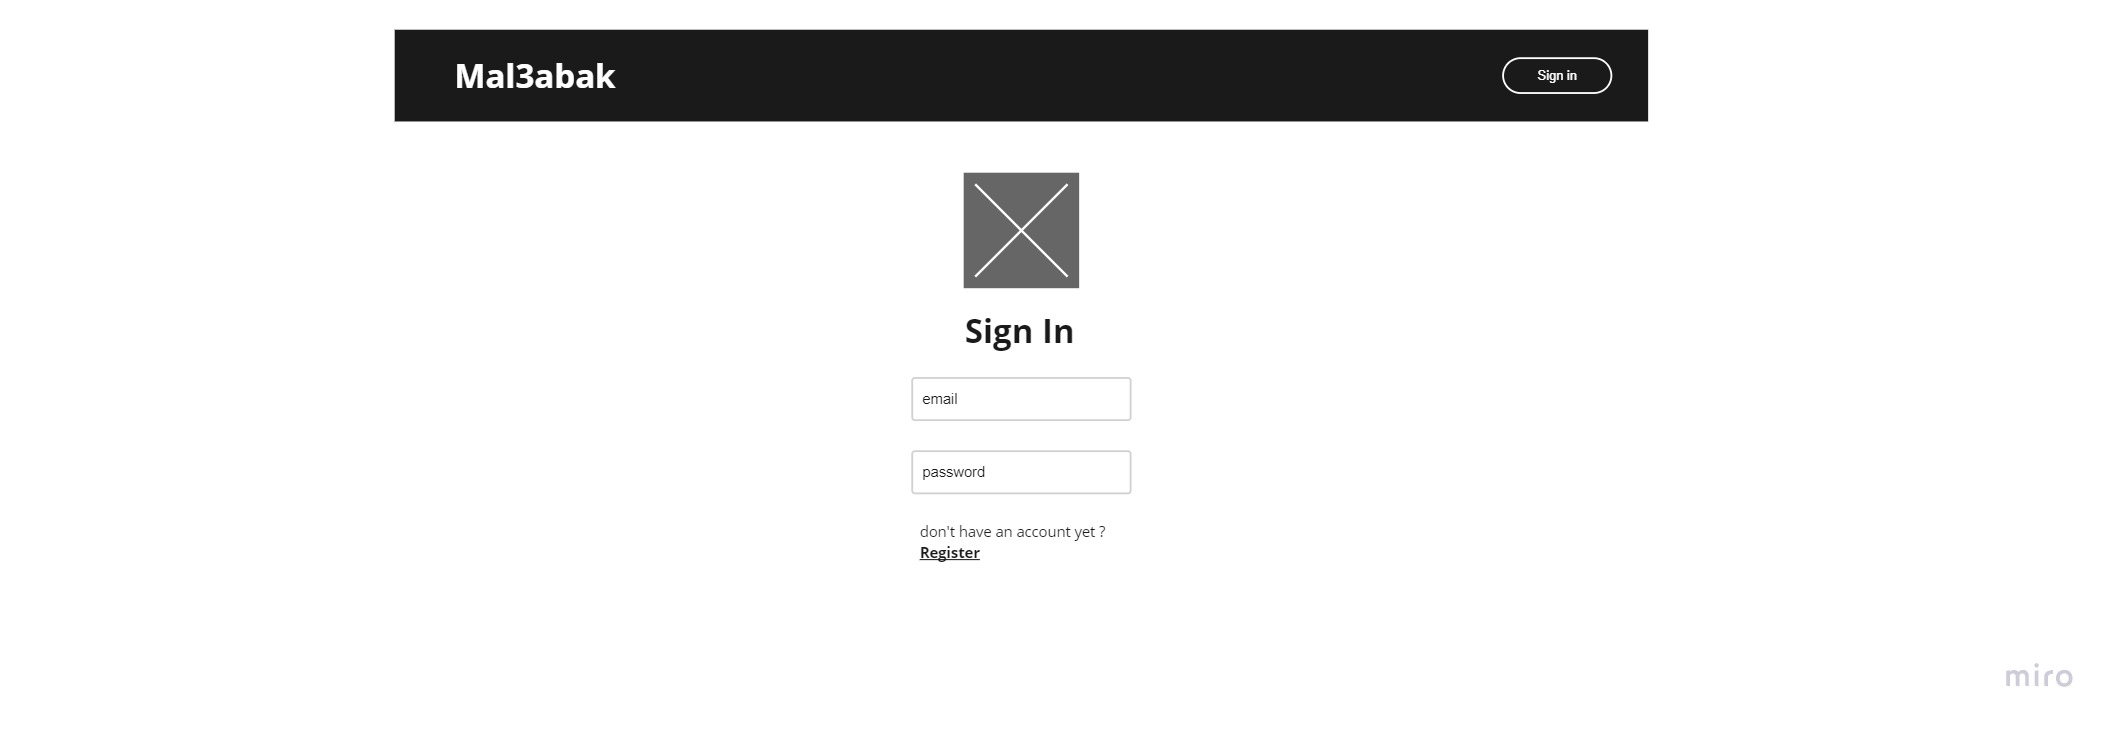 Mal3abak
Sign in
Sign In
email
password
don't have an account yet ?
Register
miro